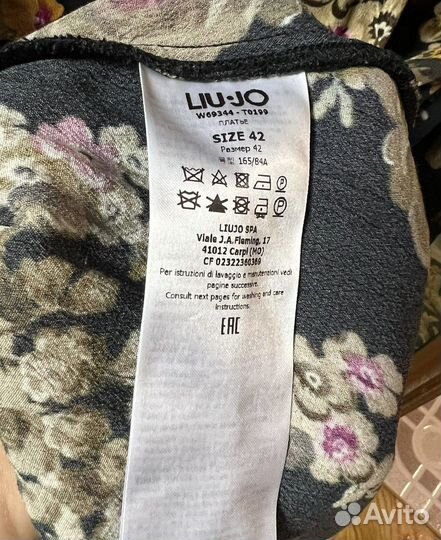 LIU·JO
W69344 - T0199
ПЛАТЬЕ
SIZE 42
Размер 42
165/84A
LIUJO SPA
Viale J.A.Fleming, 17
41012 Carpi (MO)
CF 02322360369
Per istruzioni di lavaggio e manutenzioni vedi
pagine successive.
Consult next pages for washing and care
instructions.
EAC
Avito